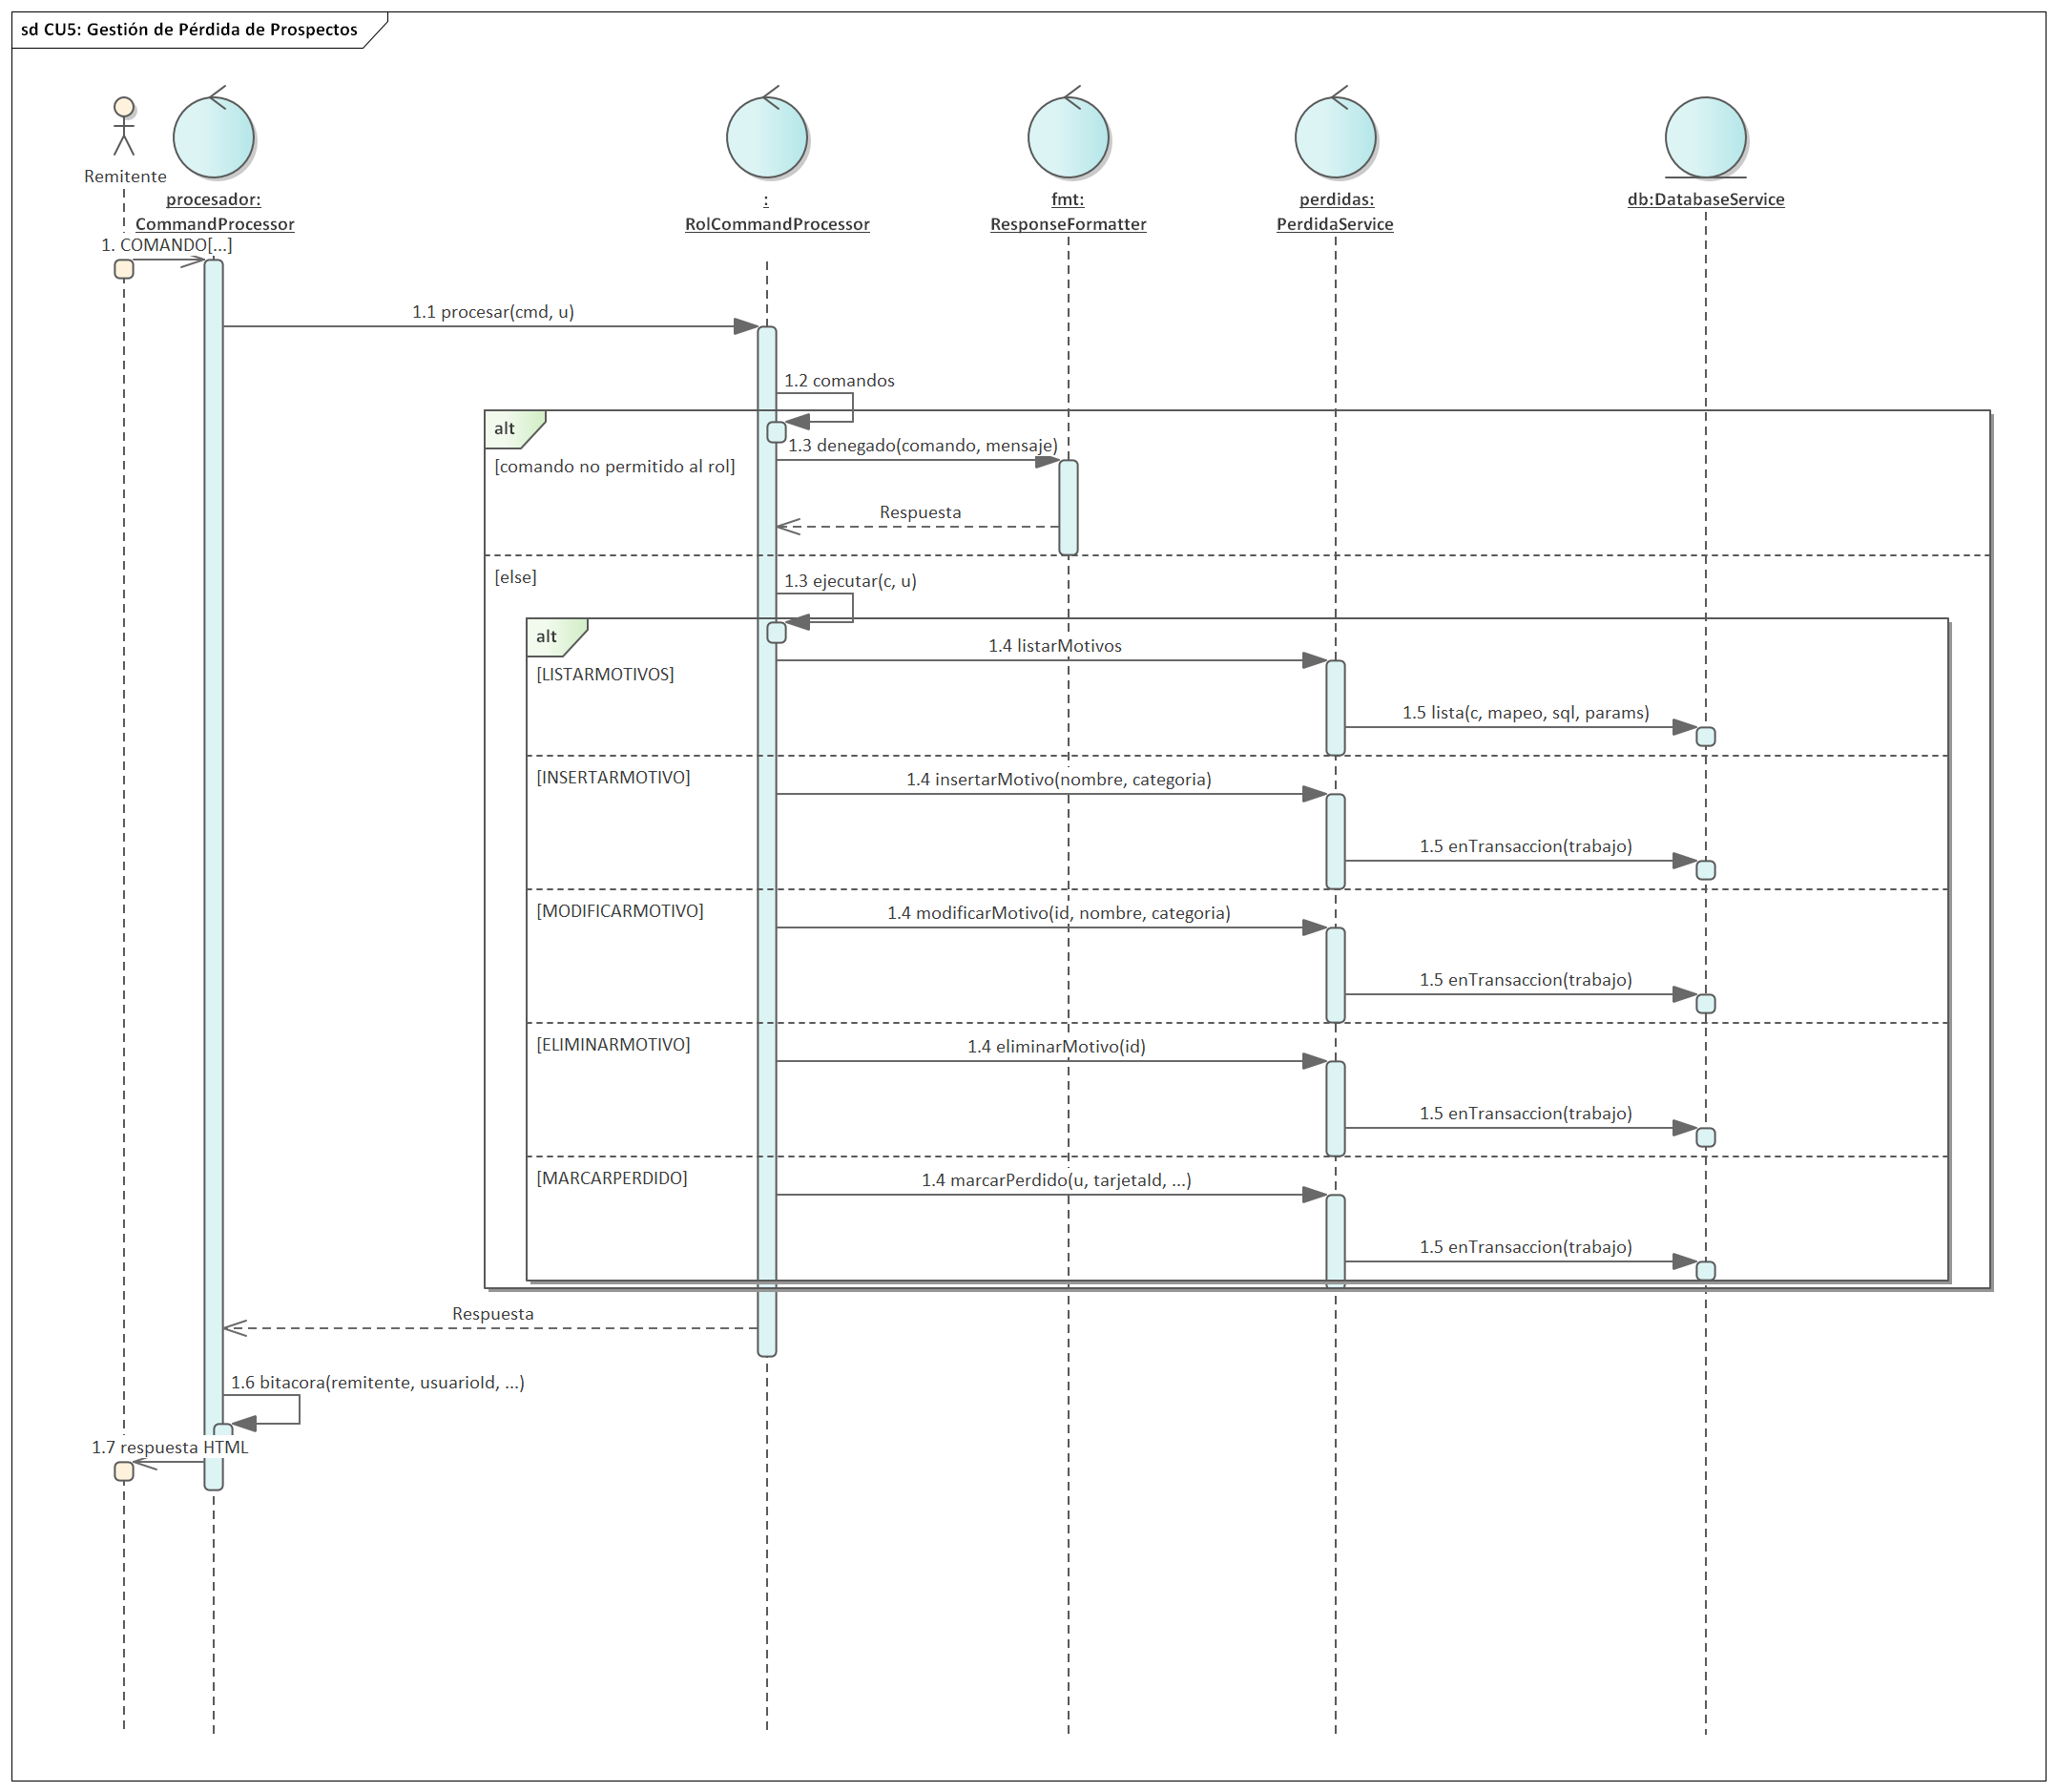 sd CU5: Gestión de Pérdida de Prospectos
Remitente
procesador:
CommandProcessor
:
RolCommandProcessor
fmt:
ResponseFormatter
perdidas:
PerdidaService
db:DatabaseService
1. COMANDO[...]
1.1 procesar(cmd, u)
1.2 comandos
alt
1.3 denegado(comando, mensaje)
[comando no permitido al rol]
Respuesta
[else]
1.3 ejecutar(c, u)
alt
1.4 listarMotivos
[LISTARMOTIVOS]
1.5 lista(c, mapeo, sql, params)
[INSERTARMOTIVO]
1.4 insertarMotivo(nombre, categoria)
1.5 enTransaccion(trabajo)
[MODIFICARMOTIVO]
1.4 modificarMotivo(id, nombre, categoria)
1.5 enTransaccion(trabajo)
[ELIMINARMOTIVO]
1.4 eliminarMotivo(id)
1.5 enTransaccion(trabajo)
[MARCARPERDIDO]
1.4 marcarPerdido(u, tarjetaId, ...)
1.5 enTransaccion(trabajo)
Respuesta
1.6 bitacora(remitente, usuarioId, ...)
1.7 respuesta HTML